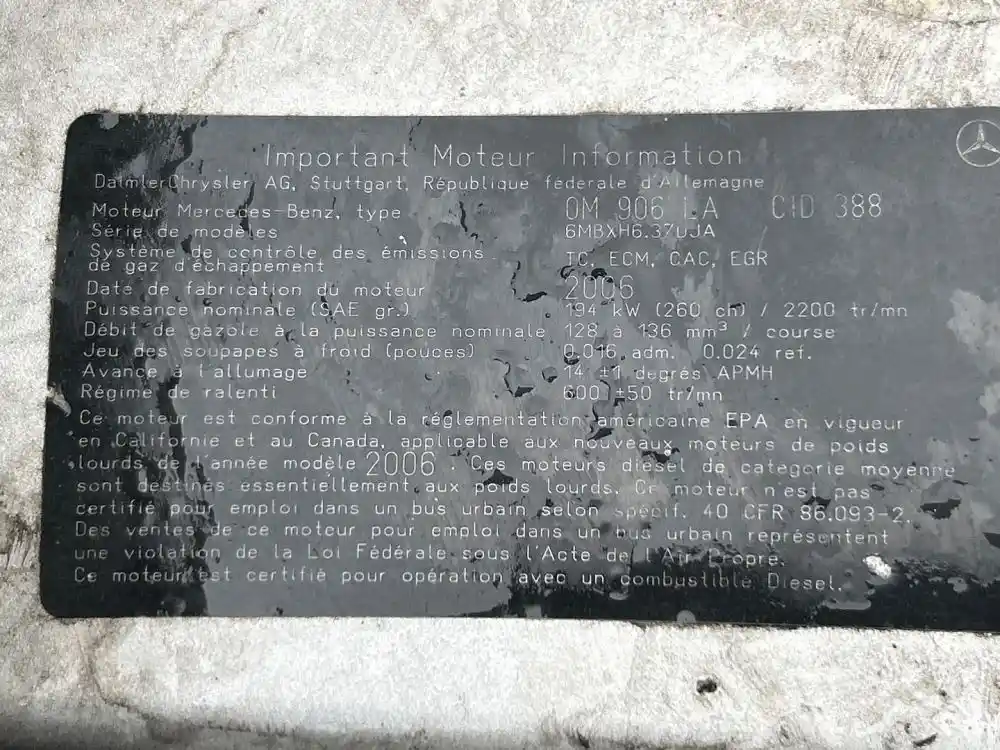 Important Moteur Information
DaimlerChrysler AG, Stuttgart, République fédérale d'Allemagne
Moteur Mercedes-Benz, type OM 906 LA CID 388
Série de modèles 6MBXH6.37UJA
Système de contrôle des émissions
de gaz d'échappement TC, ECM, CAC, EGR
Date de fabrication du moteur 2006
Puissance nominale (SAE gr.) 194 kW (260 ch) / 2200 tr/mn
Débit de gazole à la puissance nominale 128 à 136 mm³ / course
Jeu des soupapes à froid (pouces) 0.016 adm. 0.024 ref.
Avance à l'allumage 14 ±1 degrés APMH
Régime de ralenti 600 ±50 tr/mn
Ce moteur est conforme à la réglementation américaine EPA en vigueur
en Californie et au Canada, applicable aux nouveaux moteurs de poids
lourds de l'année modèle 2006 . Ces moteurs diesel de categorie moyenne
sont destinés essentiellement aux poids lourds. Ce moteur n'est pas
certifié pour emploi dans un bus urbain selon spécif. 40 CFR 86.093-2.
Des ventes de ce moteur pour emploi dans un bus urbain représentent
une violation de la Loi Fédérale sous l'Acte de l'Air Propre.
Ce moteur est certifié pour opération avec un combustible Diesel.